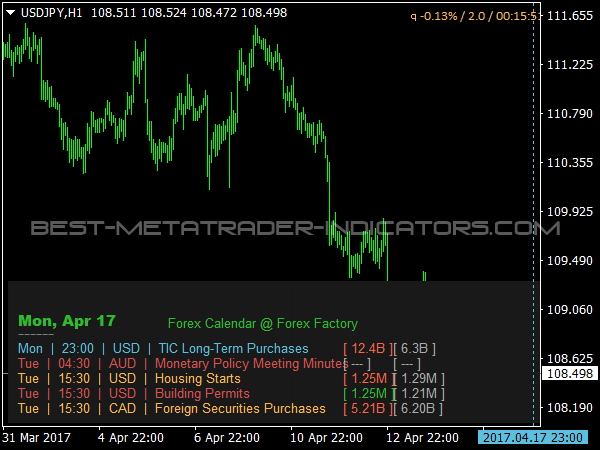 USDJPY,H1 108.511 108.524 108.472 108.498
q -0.13% / 2.0 / 00:15:5
111.655
111.225
110.790
110.355
109.925
BEST-METATRADER-INDICATORS.COM
109.490
109.060
Mon, Apr 17
Forex Calendar @ Forex Factory
------
Mon | 23:00 | USD | TIC Long-Term Purchases [ 12.4B ][ 6.3B ]
108.625
Tue | 04:30 | AUD | Monetary Policy Meeting Minutes[ --- ][ --- ]
108.498
Tue | 15:30 | USD | Housing Starts [ 1.25M ][ 1.29M ]
Tue | 15:30 | USD | Building Permits [ 1.25M ][ 1.21M ]
Tue | 15:30 | CAD | Foreign Securities Purchases [ 5.21B ][ 6.20B ]
108.190
31 Mar 2017 4 Apr 22:00 6 Apr 22:00 10 Apr 22:00 12 Apr 22:00 2017.04.17 23:00